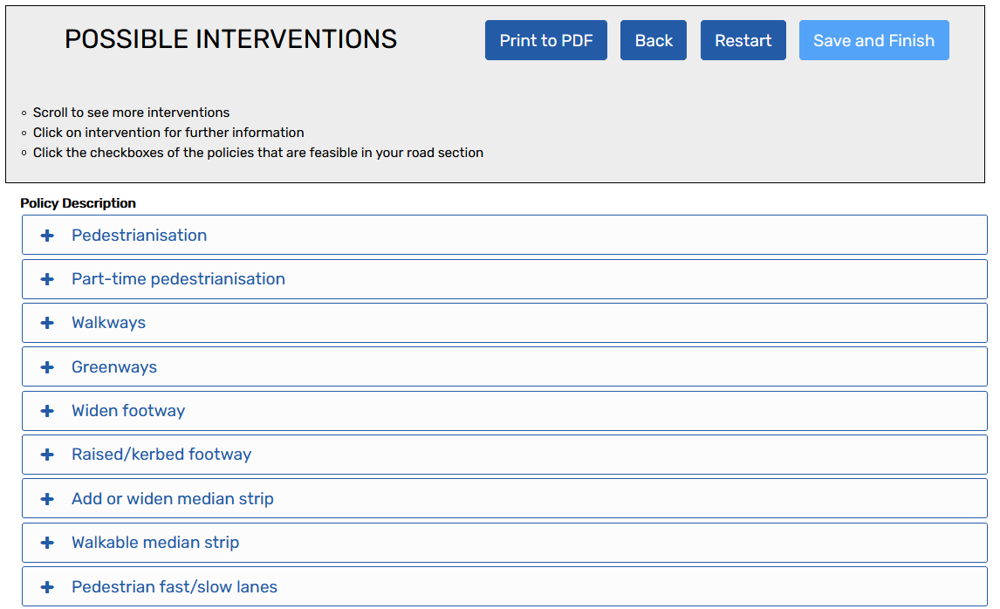 POSSIBLE INTERVENTIONS
Print to PDF
Back
Restart
Save and Finish
Scroll to see more interventions
Click on intervention for further information
Click the checkboxes of the policies that are feasible in your road section
Policy Description
Pedestrianisation
Part-time pedestrianisation
Walkways
Greenways
Widen footway
Raised/kerbed footway
Add or widen median strip
Walkable median strip
Pedestrian fast/slow lanes